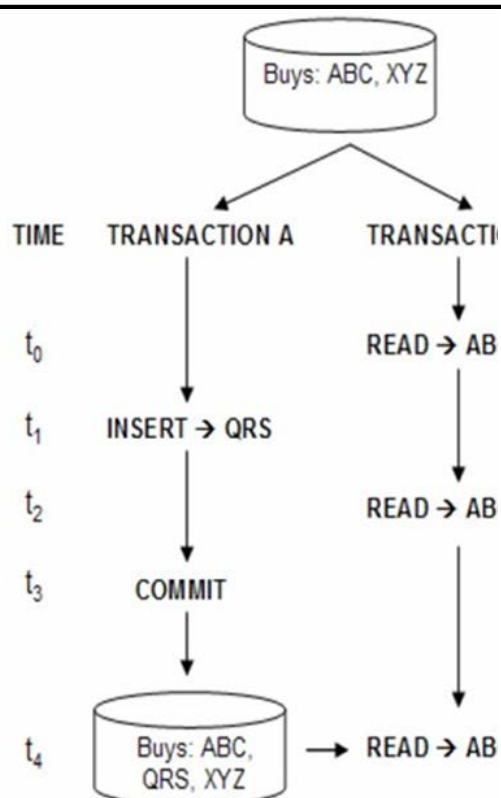 Buys: ABC, XYZ
TIME TRANSACTION A TRANSACTI
t0 READ → AB
t1 INSERT → QRS
t2 READ → AB
t3 COMMIT
Buys: ABC,
t4 → READ → AB
QRS, XYZ